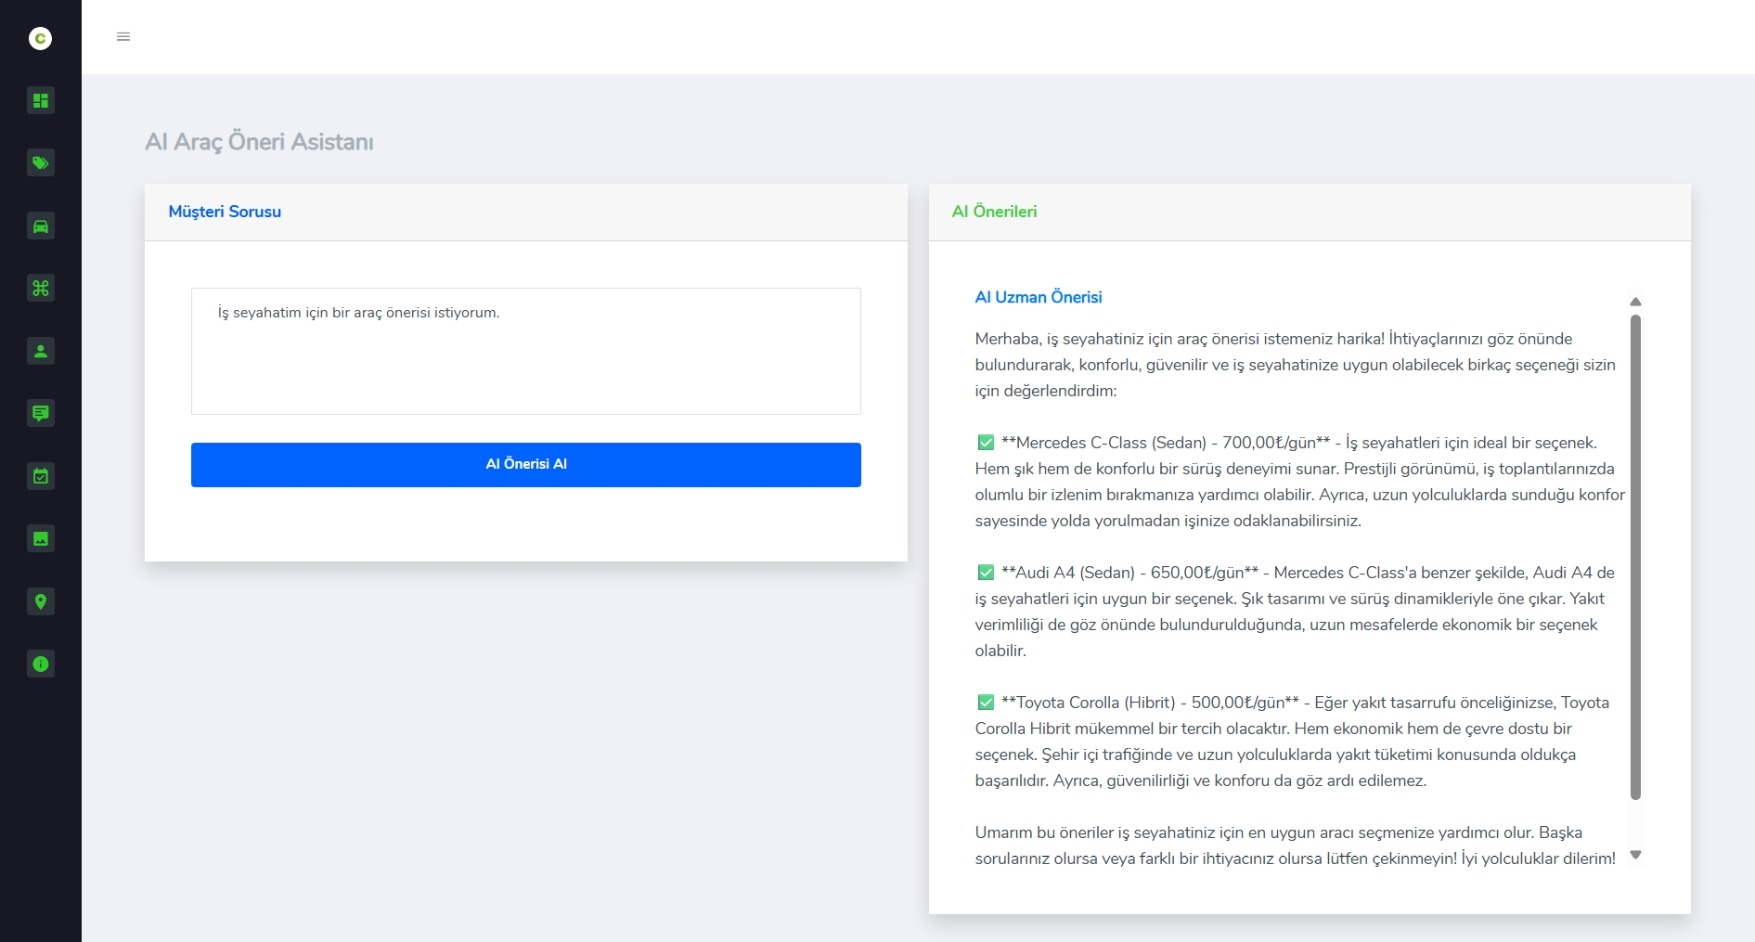 C
AI Araç Öneri Asistanı
Müşteri Sorusu
İş seyahatim için bir araç önerisi istiyorum.
AI Önerisi Al
AI Önerileri
AI Uzman Önerisi
Merhaba, iş seyahatiniz için araç önerisi istemeniz harika! İhtiyaçlarınızı göz önünde
bulundurarak, konforlu, güvenilir ve iş seyahatinize uygun olabilecek birkaç seçeneği sizin
için değerlendirdim:
✅ **Mercedes C-Class (Sedan) - 700,00₺/gün** - İş seyahatleri için ideal bir seçenek.
Hem şık hem de konforlu bir sürüş deneyimi sunar. Prestijli görünümü, iş toplantılarınızda
olumlu bir izlenim bırakmanıza yardımcı olabilir. Ayrıca, uzun yolculuklarda sunduğu konfor
sayesinde yolda yorulmadan işinize odaklanabilirsiniz.
✅ **Audi A4 (Sedan) - 650,00₺/gün** - Mercedes C-Class'a benzer şekilde, Audi A4 de
iş seyahatleri için uygun bir seçenek. Şık tasarımı ve sürüş dinamikleriyle öne çıkar. Yakıt
verimliliği de göz önünde bulundurulduğunda, uzun mesafelerde ekonomik bir seçenek
olabilir.
✅ **Toyota Corolla (Hibrit) - 500,00₺/gün** - Eğer yakıt tasarrufu önceliğinizse, Toyota
Corolla Hibrit mükemmel bir tercih olacaktır. Hem ekonomik hem de çevre dostu bir
seçenek. Şehir içi trafiğinde ve uzun yolculuklarda yakıt tüketimi konusunda oldukça
başarılıdır. Ayrıca, güvenilirliği ve konforu da göz ardı edilemez.
Umarım bu öneriler iş seyahatiniz için en uygun aracı seçmenize yardımcı olur. Başka
sorularınız olursa veya farklı bir ihtiyacınız olursa lütfen çekinmeyin! İyi yolculuklar dilerim!